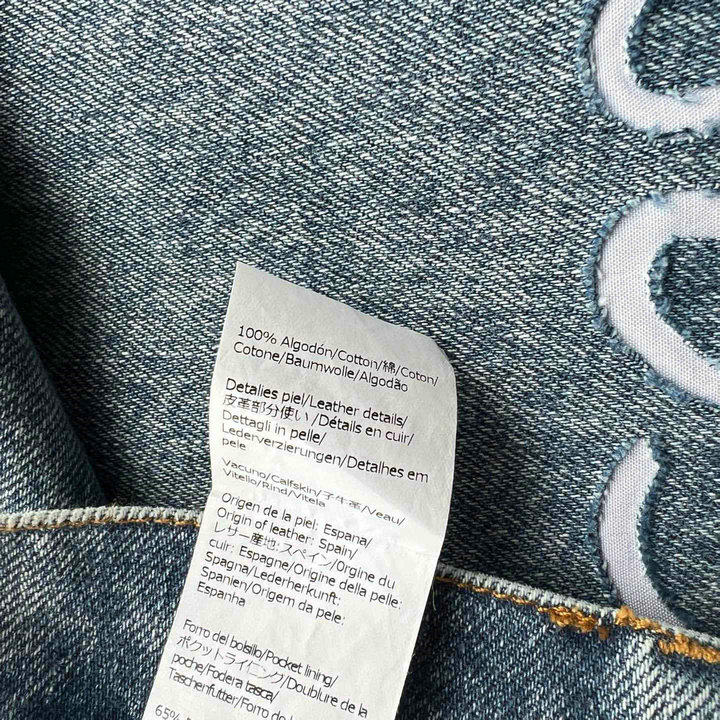 100% Algodón/Cotton/綿/Coton/
Cotone/Baumwolle/Algodão
Detalies piel/Leather details/
皮革部分使い/Détails en cuir/
Dettagli in pelle/
Lederverzierungen/Detalhes em
pele
Vacuno/Calfskin/子牛革/Veau/
Vitello/Rind/Vitela
Origen de la piel: Espana/
Origin of leather: Spain/
レザー産地:スペイン/Orgine du
cuir: Espagne/Origine della pelle:
Spagna/Lederherkunft:
Spanien/Origem da pele:
Espanha
Forro del bolsillo/Pocket lining/
ポケットライニング/Doublure de la
poche/Fodera tasca/
Taschenfutter/Forro do
65%